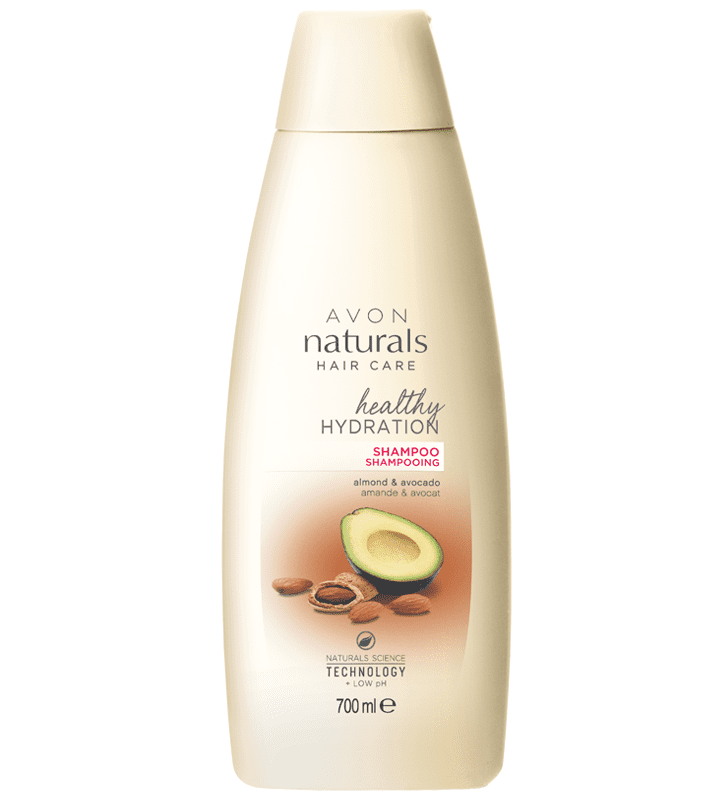 AVON
naturals
HAIR CARE
healthy
HYDRATION
SHAMPOO
SHAMPOOING
almond & avocado
amande & avocat
NATURALS SCIENCE
TECHNOLOGY
+ LOW pH
700 ml e